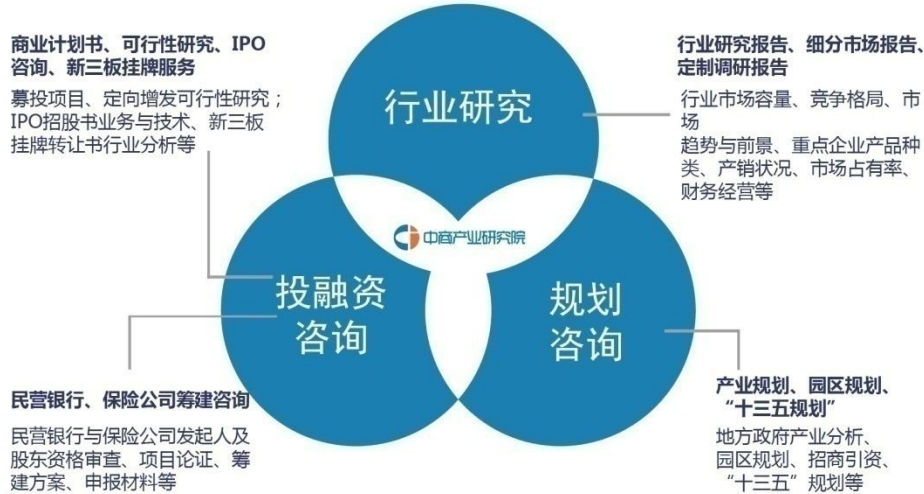 商业计划书、可行性研究、IPO
咨询、新三板挂牌服务
募投项目、定向增发可行性研究；
IPO招股书业务与技术、新三板
挂牌转让书行业分析等
行业研究
行业研究报告、细分市场报告、
定制调研报告
行业市场容量、竞争格局、市
场
趋势与前景、重点企业产品种
类、产销状况、市场占有率、
财务经营等
中商产业研究院
投融资
咨询
规划
咨询
民营银行、保险公司筹建咨询
民营银行与保险公司发起人及
股东资格审查、项目论证、筹
建方案、申报材料等
产业规划、园区规划、
“十三五规划”
地方政府产业分析、
园区规划、招商引资、
“十三五”规划等